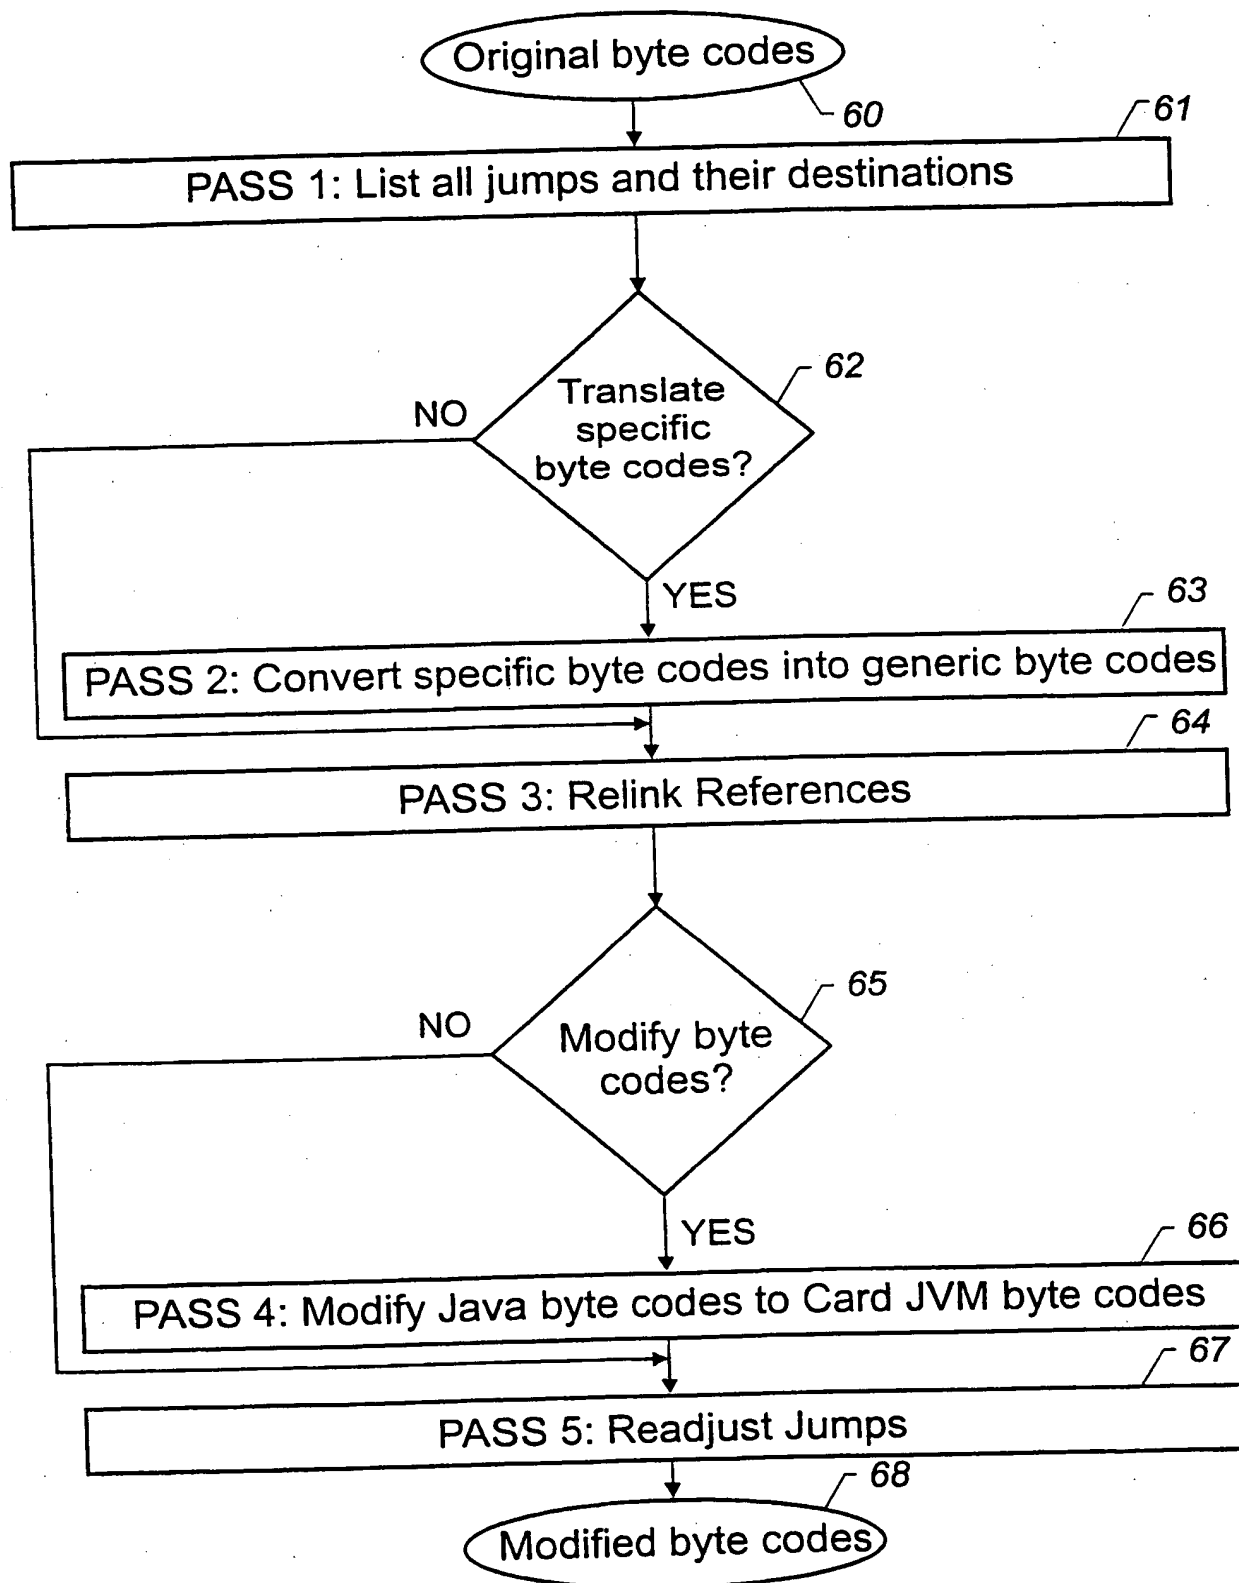 Original byte codes
60
61
PASS 1: List all jumps and their destinations
62
Translate
specific
byte codes?
NO
YES
63
PASS 2: Convert specific byte codes into generic byte codes
64
PASS 3: Relink References
65
NO
Modify byte
codes?
YES
66
PASS 4: Modify Java byte codes to Card JVM byte codes
67
PASS 5: Readjust Jumps
68
Modified byte codes